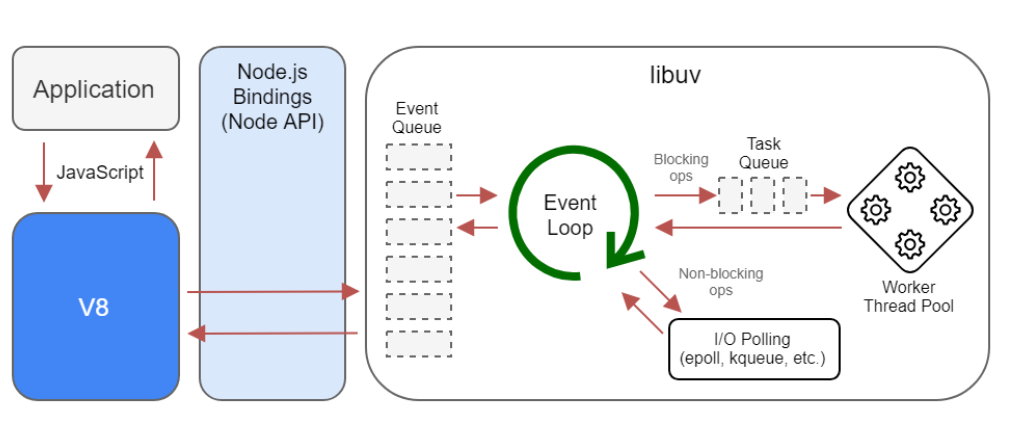 Application
JavaScript
V8
Node.js
Bindings
(Node API)
libuv
Event
Queue
Event
Loop
Blocking
ops
Task
Queue
Worker
Thread Pool
Non-blocking
ops
I/O Polling
(epoll, kqueue, etc.)